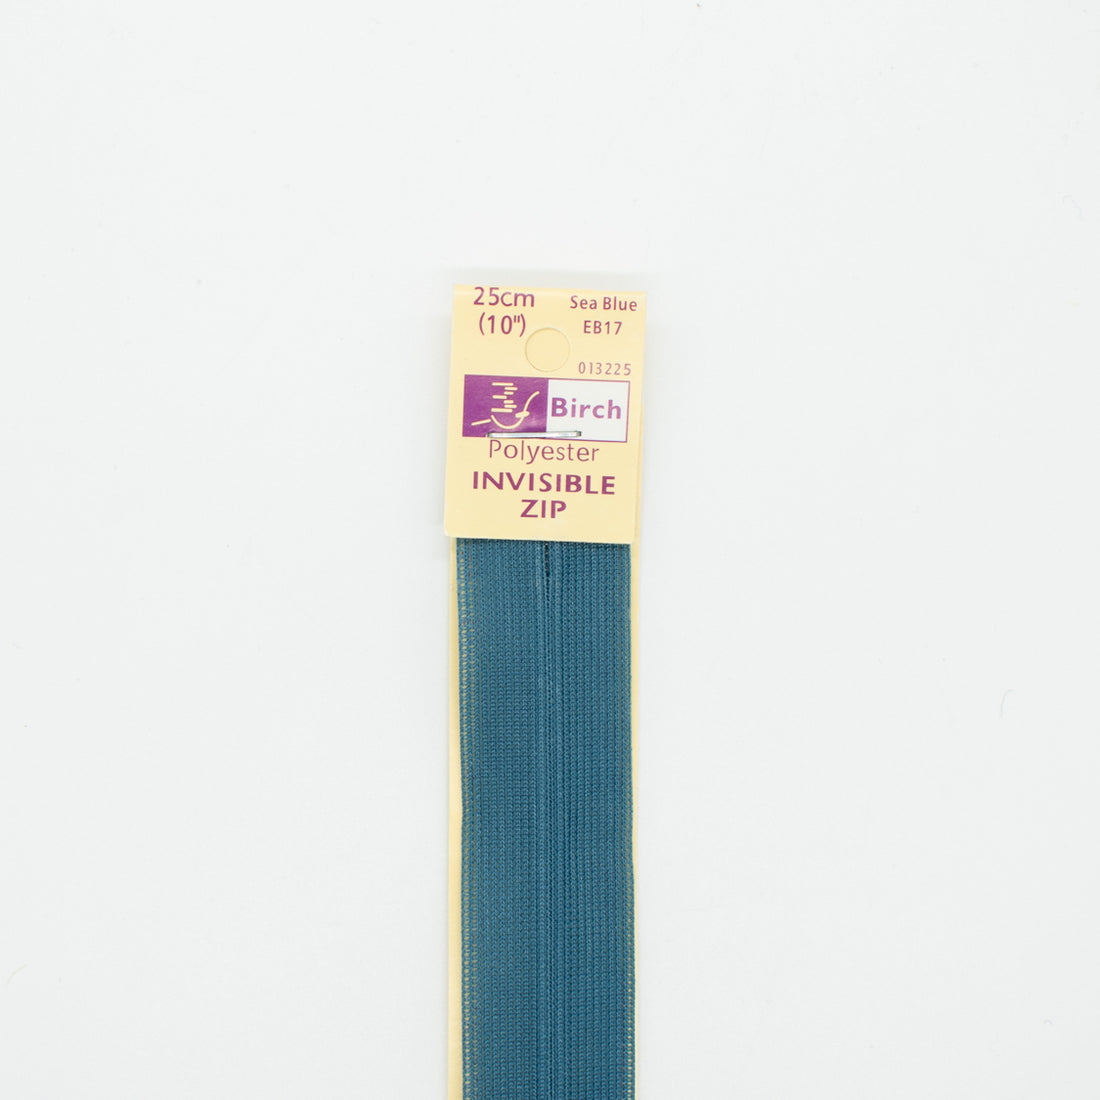 25cm
(10")
Sea Blue
EB17
013225
Birch
Polyester
INVISIBLE
ZIP